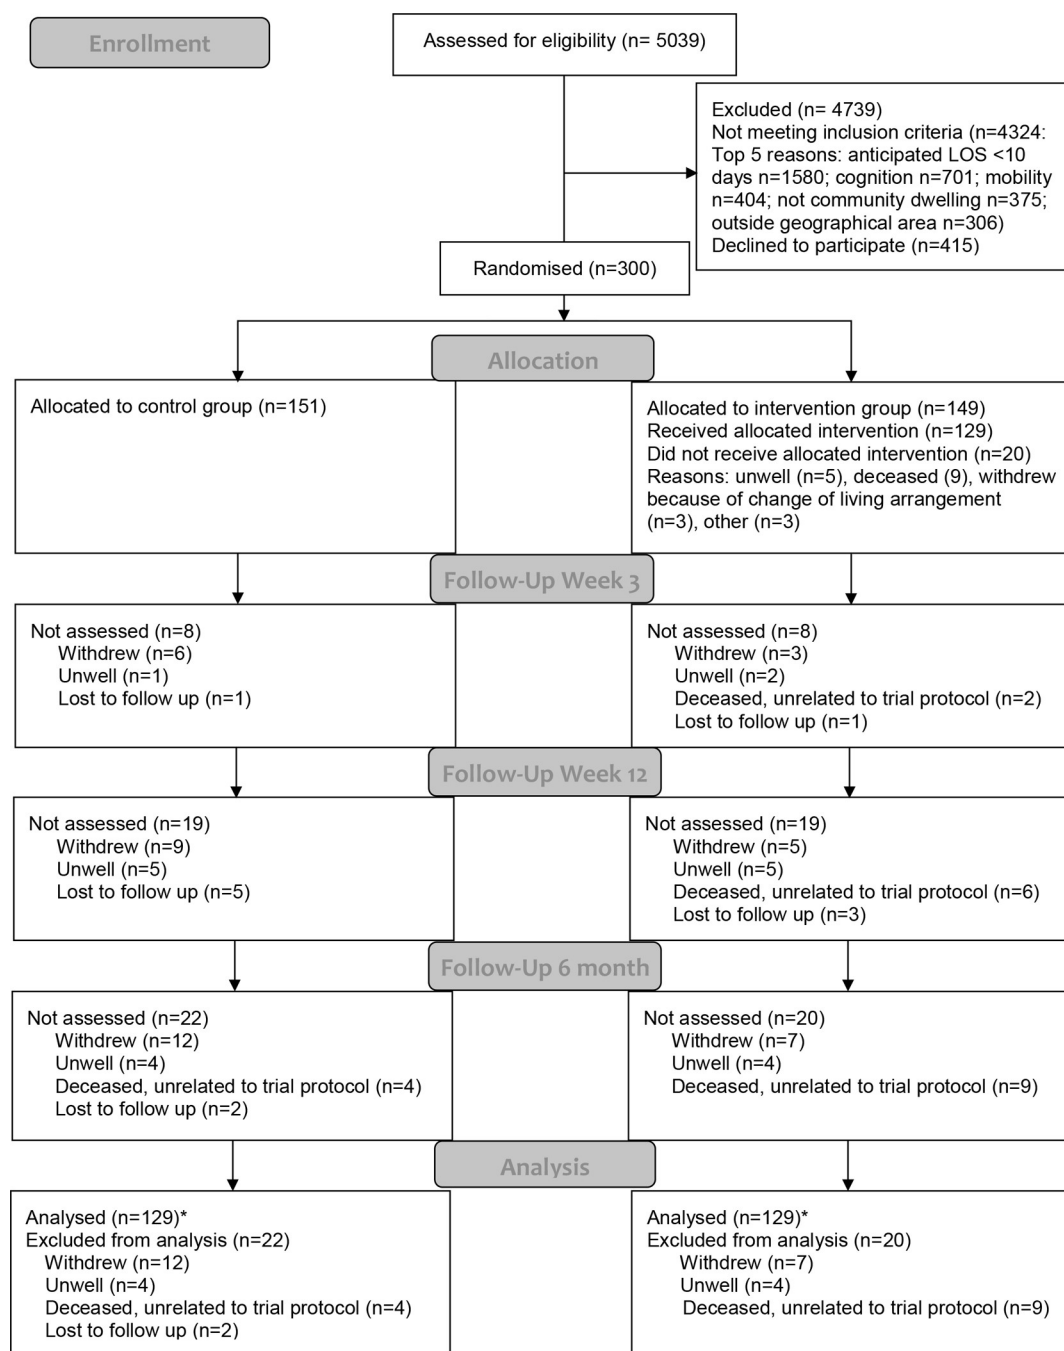 Enrollment
Assessed for eligibility (n= 5039)
Excluded (n= 4739)
Not meeting inclusion criteria (n=4324:
Top 5 reasons: anticipated LOS <10
days n=1580; cognition n=701; mobility
n=404; not community dwelling n=375;
outside geographical area n=306)
Declined to participate (n=415)
Randomised (n=300)
Allocation
Allocated to control group (n=151)
Allocated to intervention group (n=149)
Received allocated intervention (n=129)
Did not receive allocated intervention (n=20)
Reasons: unwell (n=5), deceased (9), withdrew
because of change of living arrangement
(n=3), other (n=3)
Follow-Up Week 3
Not assessed (n=8)
Withdrew (n=6)
Unwell (n=1)
Lost to follow up (n=1)
Not assessed (n=8)
Withdrew (n=3)
Unwell (n=2)
Deceased, unrelated to trial protocol (n=2)
Lost to follow up (n=1)
Follow-Up Week 12
Not assessed (n=19)
Withdrew (n=9)
Unwell (n=5)
Lost to follow up (n=5)
Not assessed (n=19)
Withdrew (n=5)
Unwell (n=5)
Deceased, unrelated to trial protocol (n=6)
Lost to follow up (n=3)
Follow-Up 6 month
Not assessed (n=22)
Withdrew (n=12)
Unwell (n=4)
Deceased, unrelated to trial protocol (n=4)
Lost to follow up (n=2)
Not assessed (n=20)
Withdrew (n=7)
Unwell (n=4)
Deceased, unrelated to trial protocol (n=9)
Analysis
Analysed (n=129)*
Excluded from analysis (n=22)
Withdrew (n=12)
Unwell (n=4)
Deceased, unrelated to trial protocol (n=4)
Lost to follow up (n=2)
Analysed (n=129)*
Excluded from analysis (n=20)
Withdrew (n=7)
Unwell (n=4)
Deceased, unrelated to trial protocol (n=9)